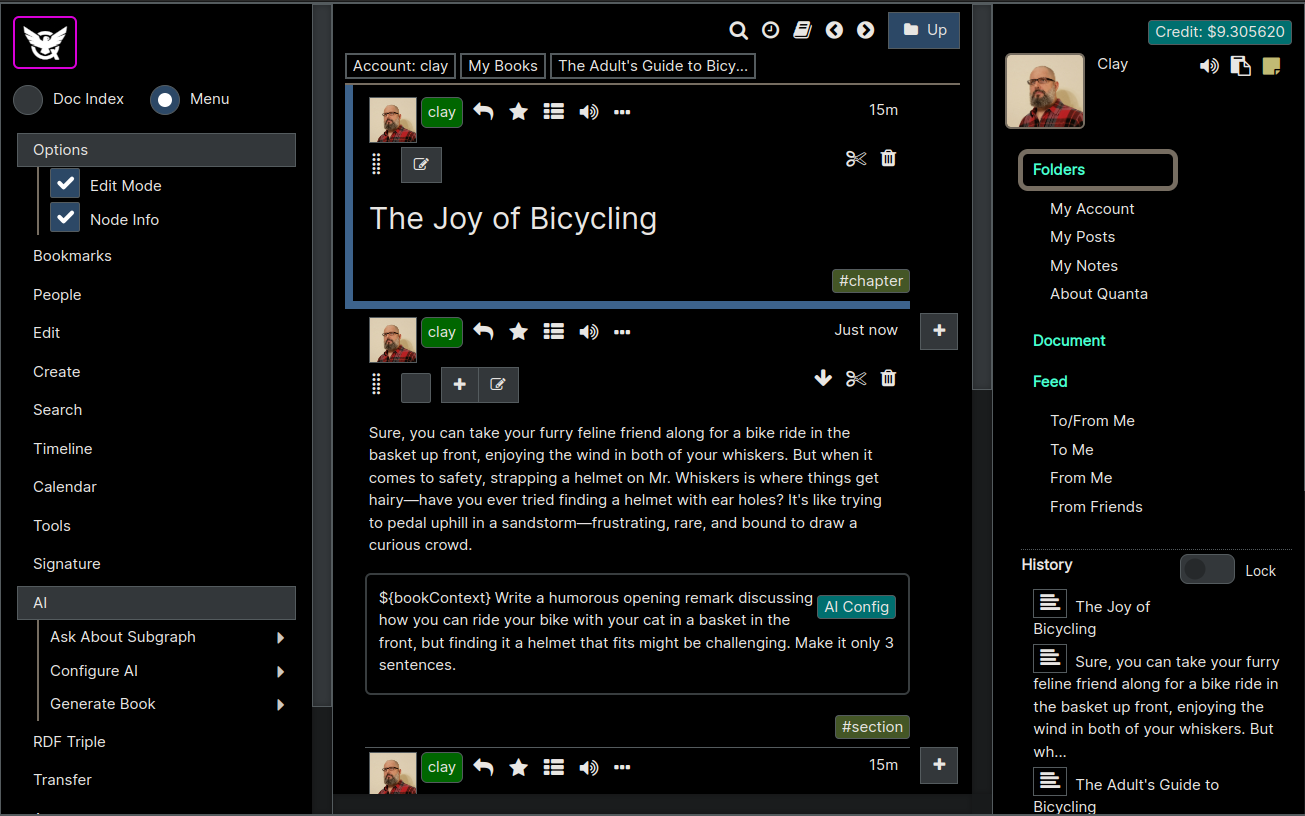 Doc Index
Menu
Options
Edit Mode
Node Info
Bookmarks
People
Edit
Create
Search
Timeline
Calendar
Tools
Signature
AI
Ask About Subgraph
Configure AI
Generate Book
RDF Triple
Transfer
Up
Account: clay
My Books
The Adult's Guide to Bicy...
clay
15m
The Joy of Bicycling
#chapter
clay
Just now
Sure, you can take your furry feline friend along for a bike ride in the
basket up front, enjoying the wind in both of your whiskers. But when it
comes to safety, strapping a helmet on Mr. Whiskers is where things get
hairy—have you ever tried finding a helmet with ear holes? It's like trying
to pedal uphill in a sandstorm—frustrating, rare, and bound to draw a
curious crowd.
${bookContext} Write a humorous opening remark discussing
AI Config
how you can ride your bike with your cat in a basket in the
front, but finding it a helmet that fits might be challenging. Make it only 3
sentences.
#section
clay
15m
Credit: $9.305620
Clay
Folders
My Account
My Posts
My Notes
About Quanta
Document
Feed
To/From Me
To Me
From Me
From Friends
History
Lock
The Joy of
Bicycling
Sure, you can take your furry
feline friend along for a bike ride in
the basket up front, enjoying the
wind in both of your whiskers. But
wh...
The Adult's Guide to
Bicycling